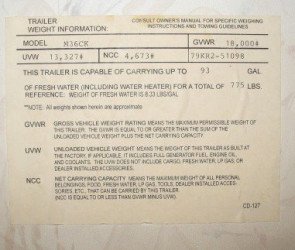 TRAILER
WEIGHT INFORMATION:
CONSULT OWNER'S MANUAL FOR SPECIFIC WEIGHING
INSTRUCTIONS AND TOWING GUIDELINES
MODEL N36CK GVWR 18,000#
UVW 13,327# NCC 4,673# 79KR2-51098
THIS TRAILER IS CAPABLE OF CARRYING UP TO 93 GAL
OF FRESH WATER (INCLUDING WATER HEATER) FOR A TOTAL OF 775 LBS.
REFERENCE: WEIGHT OF FRESH WATER IS 8.33 LBS/GAL
*NOTE: All weights shown herein are approximate
GVWR GROSS VEHICLE WEIGHT RATING MEANS THE MAXIMUM PERMISSIBLE WEIGHT OF
THIS TRAILER. THE GVWR IS EQUAL TO OR GREATER THAN THE SUM OF THE
UNLOADED VEHICLE WEIGHT PLUS THE NET CARRYING CAPACITY.
UVW UNLOADED VEHICLE WEIGHT MEANS THE WEIGHT OF THIS TRAILER AS BUILT AT
THE FACTORY. IF APPLICABLE, IT INCLUDES FULL GENERATOR FUEL, ENGINE OIL
AND COOLANTS. THE UVW DOES NOT INCLUDE CARGO, FRESH WATER, LP GAS, OR
DEALER INSTALLED ACCESSORIES.
NCC NET CARRYING CAPACITY MEANS THE MAXIMUM WEIGHT OF ALL PERSONAL
BELONGINGS, FOOD, FRESH WATER, LP GAS, TOOLS, DEALER INSTALLED ACCES-
SORIES, ETC., THAT CAN BE CARRIED BY THIS TRAILER.
(NCC IS EQUAL TO OR LESS THAN GVWR MINUS UVW).
CD-127